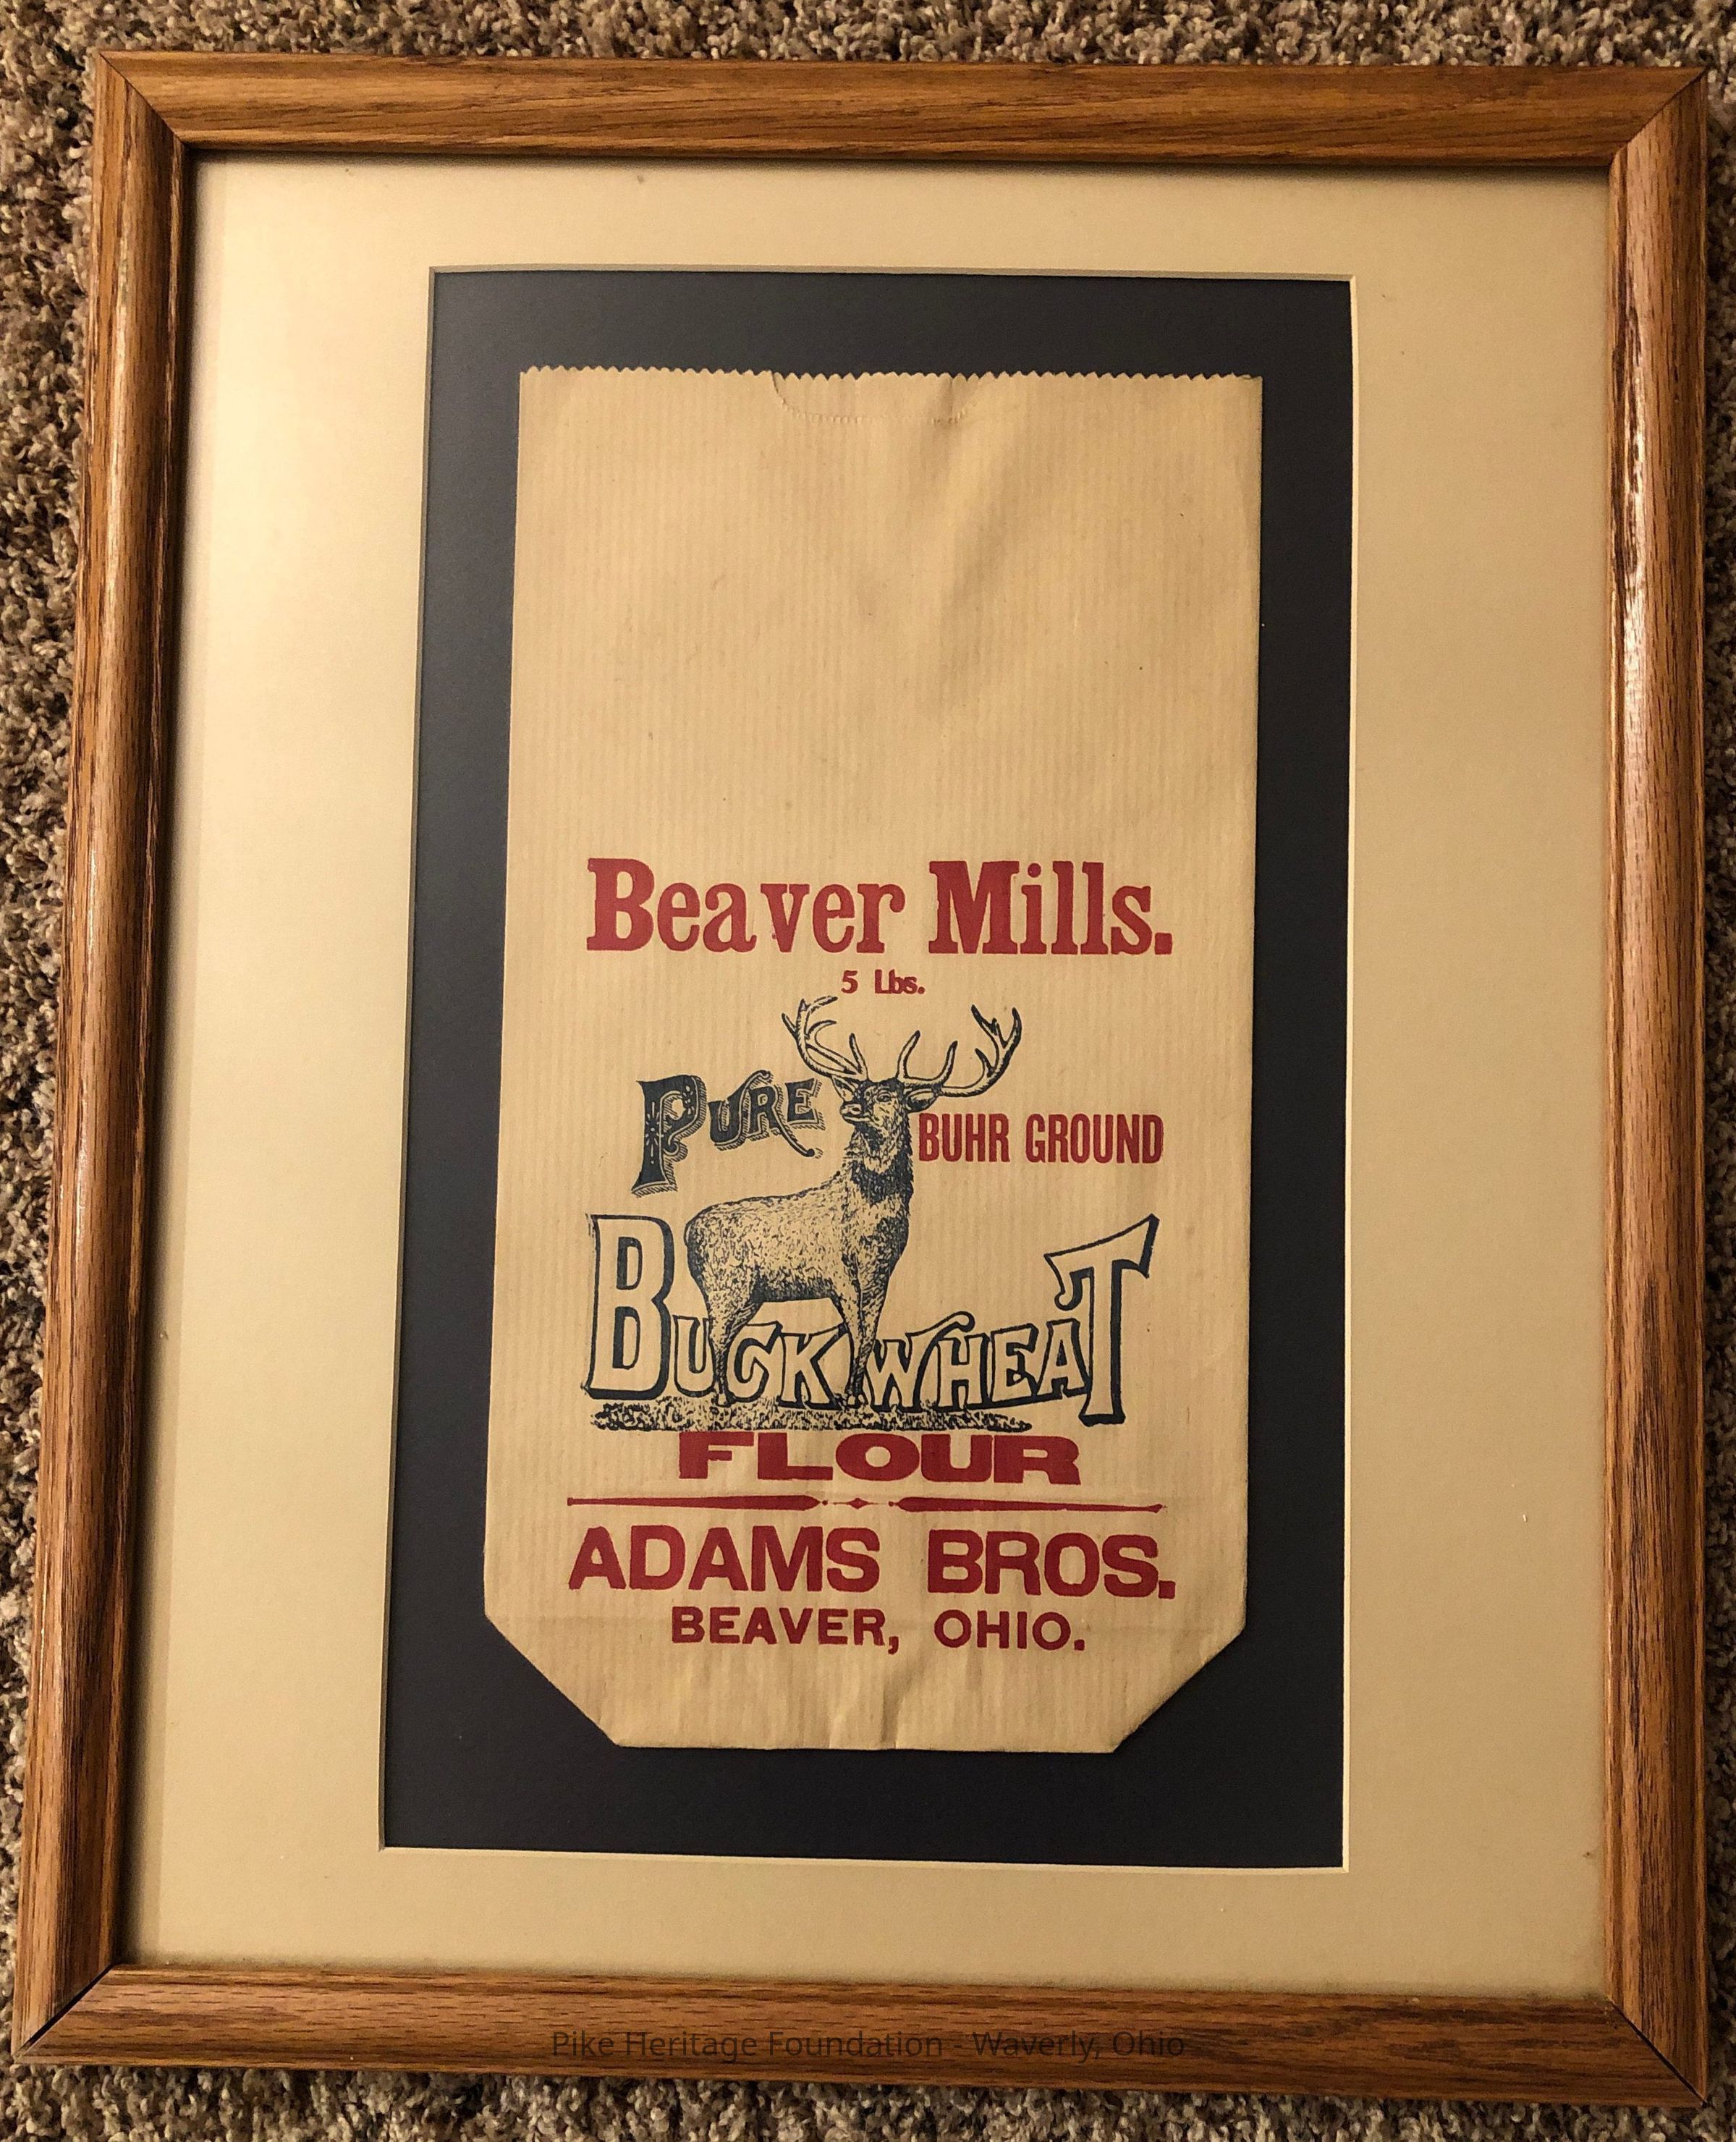 Beaver Mills.
5 Lbs.
PURE
BUHR GROUND
BUCKWHEAT
FLOUR
ADAMS BROS.
BEAVER, OHIO.
Pike Heritage Foundation - Waverly, Ohio